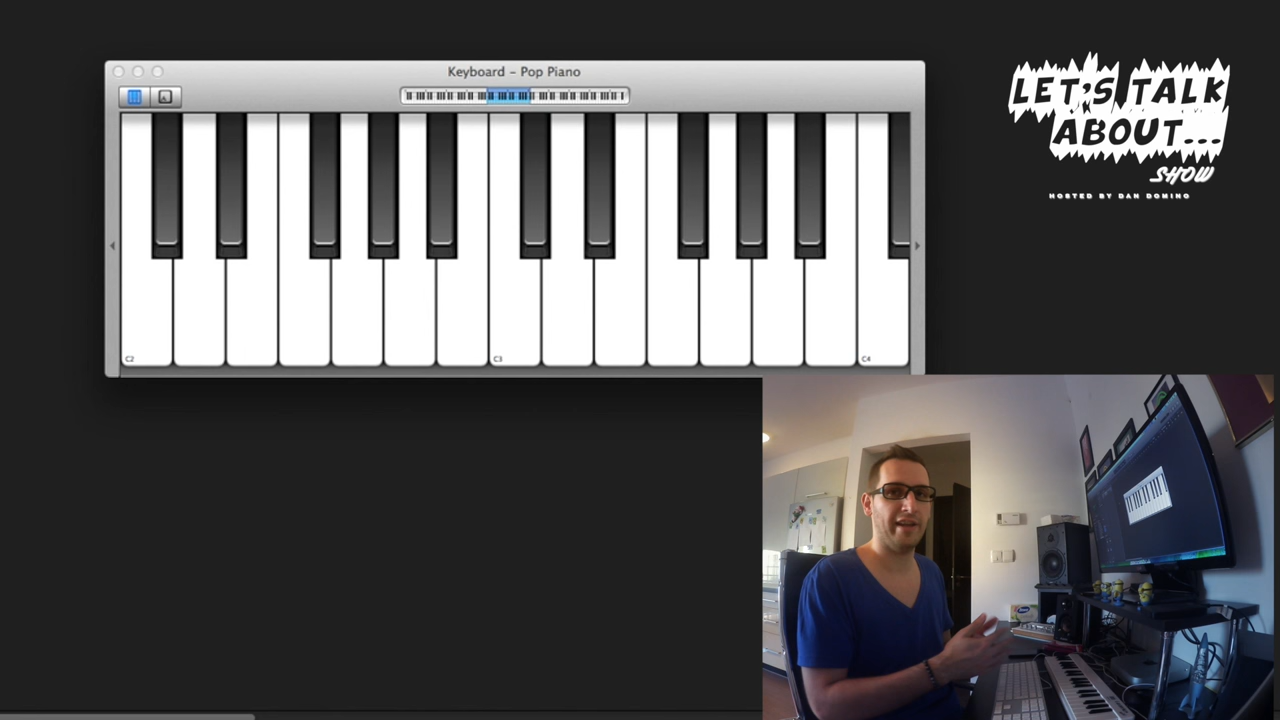 Keyboard – Pop Piano
C2
C3
C4
LET'S TALK
ABOUT...
SHOW
HOSTED BY DAN DOMINO